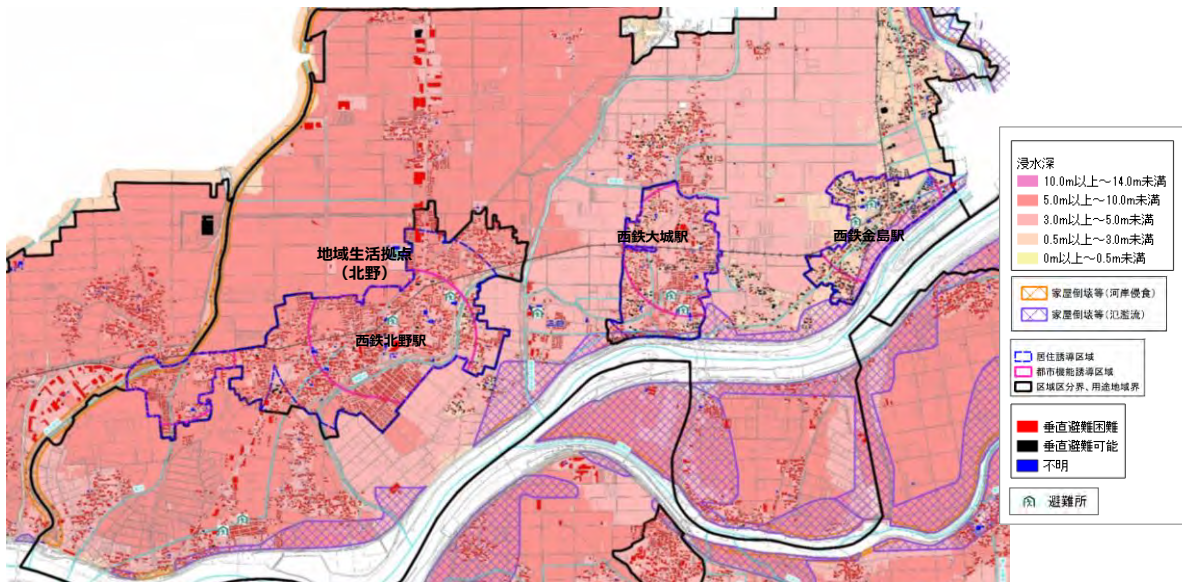 地域生活拠点
(北野)
西鉄北野駅
西鉄大城駅
西鉄金島駅
浸水深
10.0m以上~14.0m未満
5.0m以上~10.0m未満
3.0m以上~5.0m未満
0.5m以上~3.0m未満
0m以上~0.5m未満
家屋倒壊等(河岸侵食)
家屋倒壊等(氾濫流)
居住誘導区域
都市機能誘導区域
区域区分界、用途地域界
垂直避難困難
垂直避難可能
不明
避難所